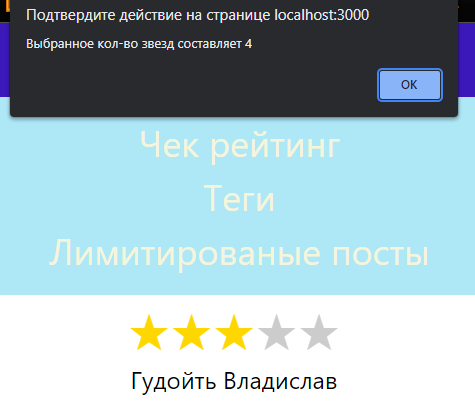 Подтвердите действие на странице localhost:3000
Выбранное кол-во звезд составляет 4
ОК
Чек рейтинг
Теги
Лимитированые посты
Гудойть Владислав